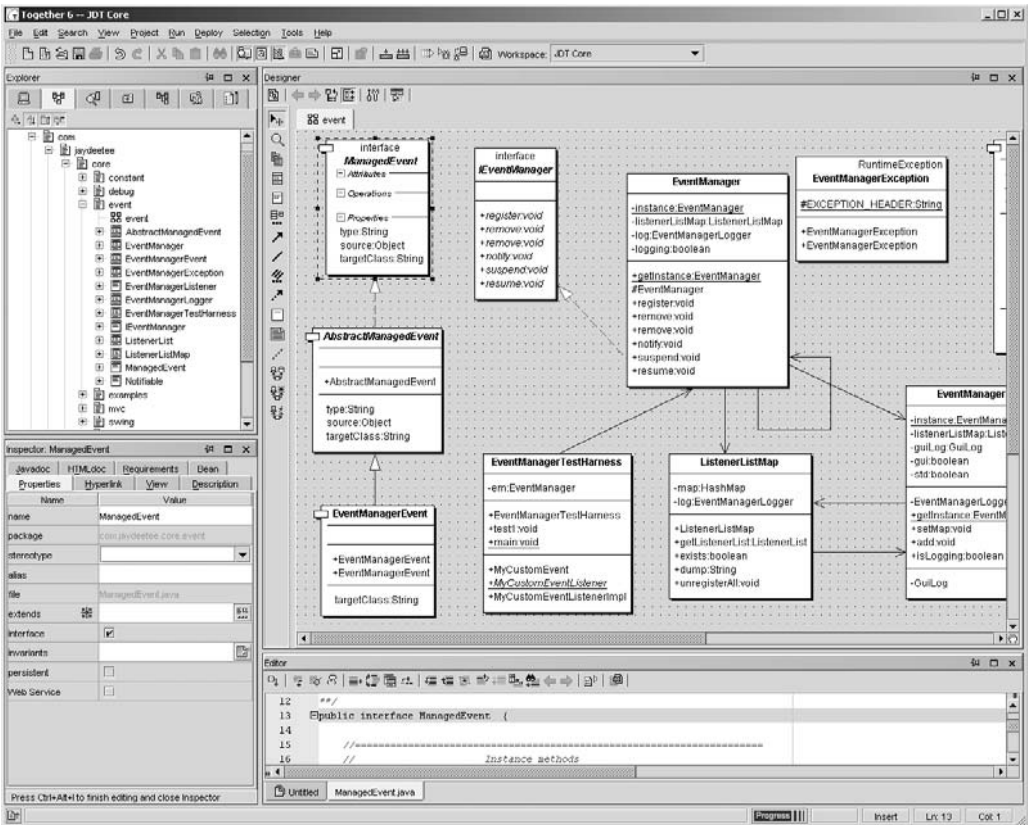 Together 6 -- JDT Core
File Edit Search View Project Run Deploy Selection Tools Help
Workspace: JDT Core
Explorer
com
jaydeetee
core
constant
debug
event
event
AbstractManagedEvent
EventManager
EventManagerEvent
EventManagerException
EventManagerListener
EventManagerLogger
EventManagerTestHarness
IEventManager
ListenerList
ListenerListMap
ManagedEvent
Notifiable
examples
mvc
swing
Inspector: ManagedEvent
Javadoc HTMLdoc Requirements Bean
Properties Hyperlink View Description
Name Value
name ManagedEvent
package com.jaydeetee.core.event
stereotype
alias
file ManagedEvent.java
extends
interface
invariants
persistent
Web Service
Press Ctrl+Alt+I to finish editing and close Inspector
Designer
event
interface
ManagedEvent
Attributes
Operations
Properties
type:String
source:Object
targetClass:String
interface
IEventManager
+register:void
+remove:void
+remove:void
+notify:void
+suspend:void
+resume:void
EventManager
-instance:EventManager
-listenerListMap:ListenerListMap
-log:EventManagerLogger
-logging:boolean
+getInstance:EventManager
#EventManager
+register:void
+remove:void
+remove:void
+notify:void
+suspend:void
+resume:void
RuntimeException
EventManagerException
#EXCEPTION_HEADER:String
+EventManagerException
+EventManagerException
AbstractManagedEvent
+AbstractManagedEvent
type:String
source:Object
targetClass:String
EventManagerEvent
+EventManagerEvent
+EventManagerEvent
targetClass:String
EventManagerTestHarness
-em:EventManager
+EventManagerTestHarness
+test1:void
+main:void
+MyCustomEvent
+MyCustomEventListener
+MyCustomEventListenerImpl
ListenerListMap
-map:HashMap
-log:EventManagerLogger
+ListenerListMap
+getListenerList:ListenerList
+exists:boolean
+dump:String
+unregisterAll:void
EventManager
-instance:EventMana
-listenerListMap:Liste
-guiLog:GuiLog
-gui:boolean
-std:boolean
-EventManagerLogge
+getInstance:EventM
+setMap:void
+add:void
+isLogging:boolean
-GuiLog
Editor
12 **/
13 public interface ManagedEvent {
14
15 //======================================================================
16 // Instance methods
Untitled ManagedEvent.java
Progress Insert Ln: 13 Col: 1